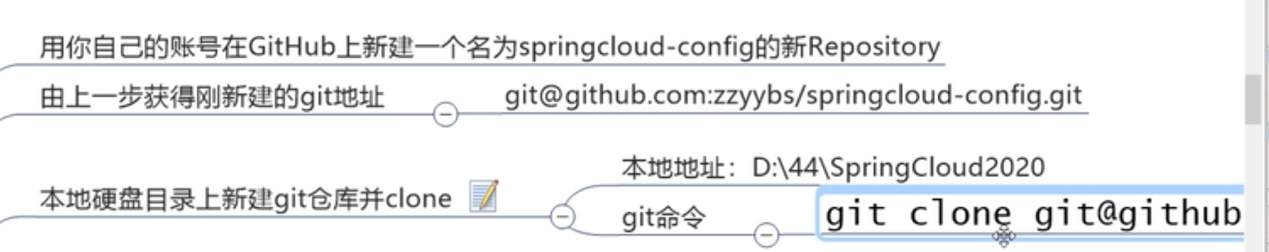 用你自己的账号在GitHub上新建一个名为springcloud-config的新Repository
由上一步获得刚新建的git地址 git@github.com:zzyybs/springcloud-config.git
本地地址：D:\44\SpringCloud2020
本地硬盘目录上新建git仓库并clone
git命令 git clone git@github